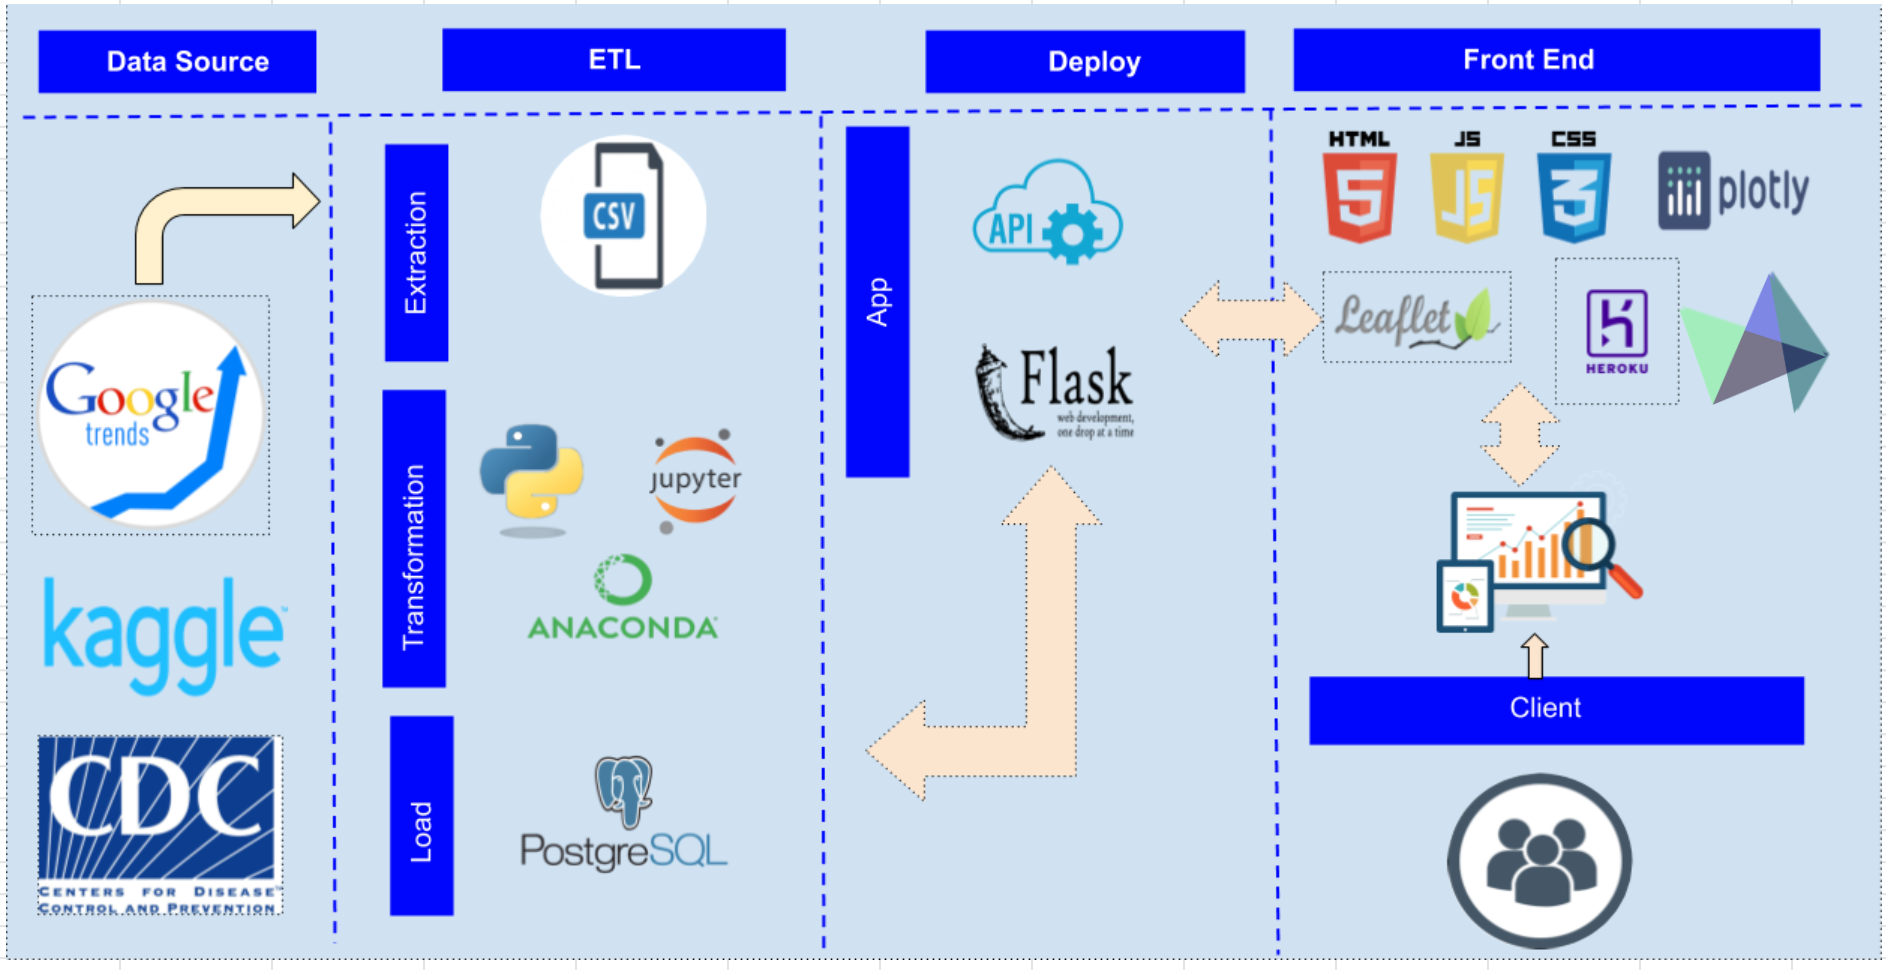 Data Source
ETL
Deploy
Front End
Google
trends
kaggle™
CDC
CENTERS FOR DISEASE™
CONTROL AND PREVENTION
Extraction
CSV
Transformation
jupyter
ANACONDA
Load
PostgreSQL
App
API
Flask
web development,
one drop at a time
HTML
5
JS
JS
CSS
3
plotly
Leaflet
HEROKU
Client